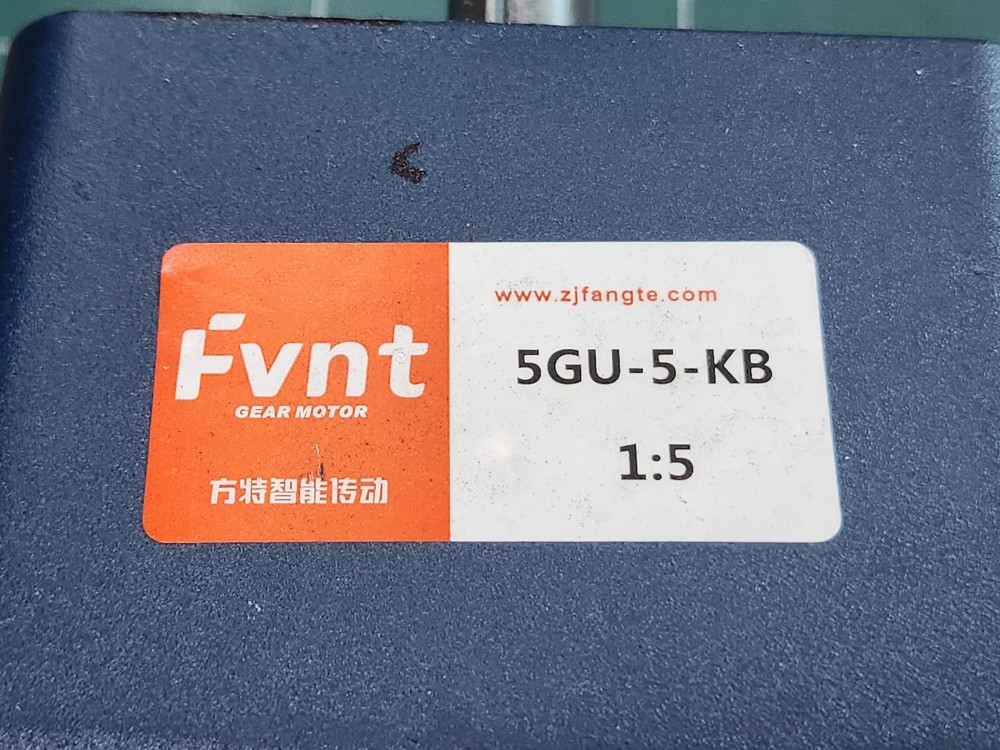 Fvnt
GEAR MOTOR
方特智能传动
www.zjfangte.com
5GU-5-KB
1:5